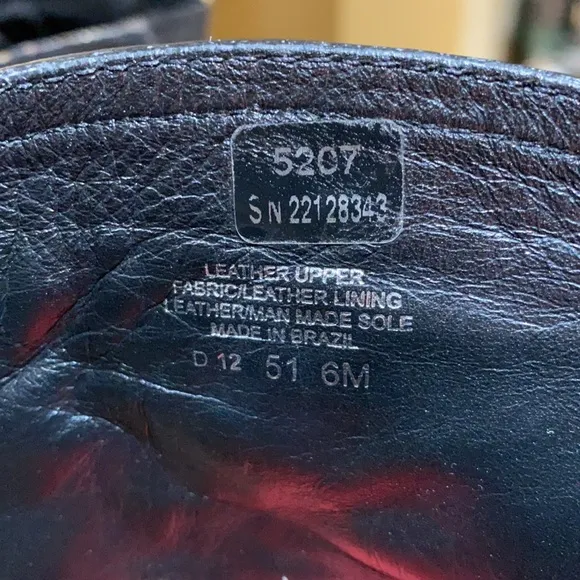 5207
SN 22128343
LEATHER UPPER
FABRIC/LEATHER LINING
LEATHER/MAN MADE SOLE
MADE IN BRAZIL
D 12 51 6M